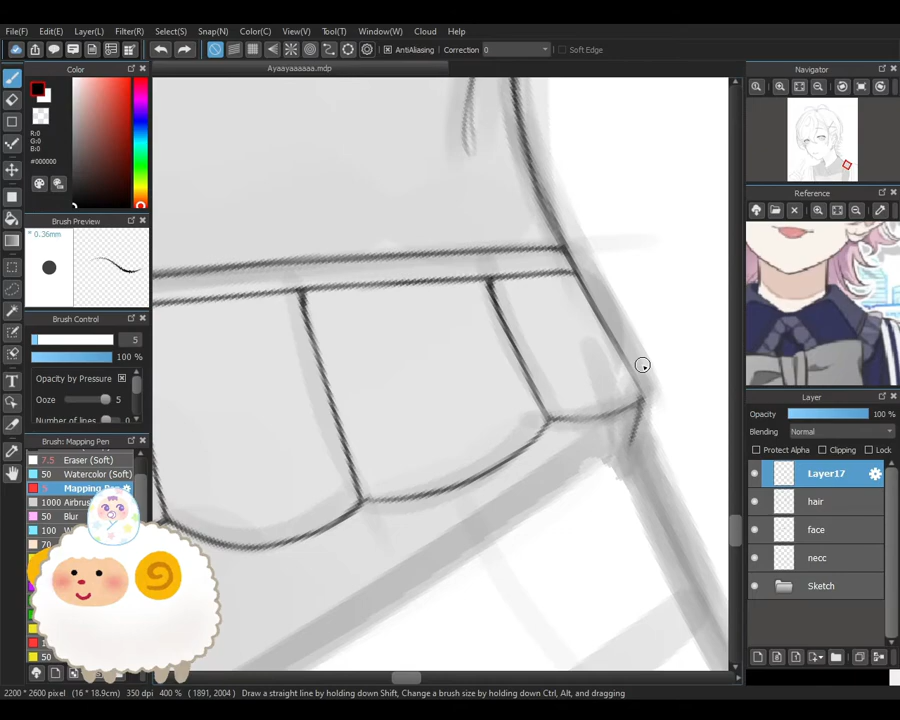 File(F) Edit(E) Layer(L) Filter(R) Select(S) Snap(N) Color(C) View(V) Tool(T) Window(W) Cloud Help(H)
AntiAliasing Correction 0 Soft Edge
Color
Ayaayaaaaaa.mdp
Navigator
R:0
G:0
B:0
#000000
Brush Preview
* 0.36mm
Reference
Brush Control
5
100 %
Opacity by Pressure
Ooze 5
Number of lines 0
Layer
Opacity 100 %
Blending Normal
Protect Alpha Clipping Lock
Brush: Mapping Pen
7.5 Eraser (Soft)
50 Watercolor (Soft)
5 Mapping
1000 Airbru
50 Blur
100
70
50
Layer17
hair
face
necc
Sketch
2200 * 2600 pixel (16 * 18.9cm) 350 dpi 400 % ( 1891, 2004 ) Draw a straight line by holding down Shift, Change a brush size by holding down Ctrl, Alt, and dragging